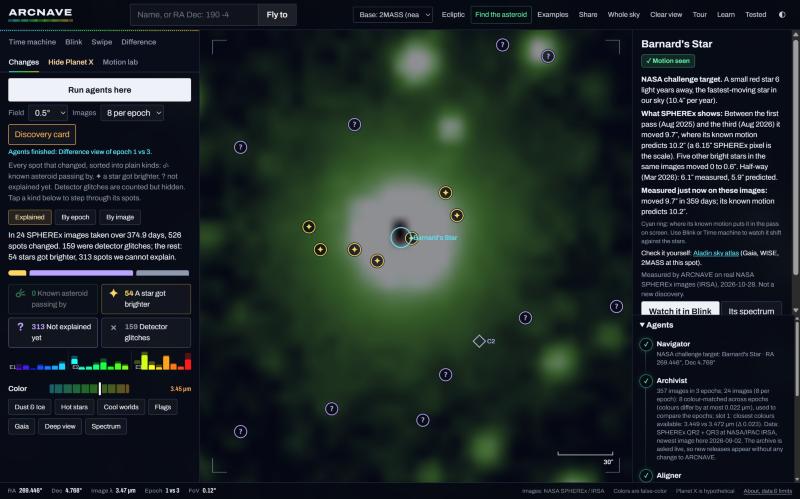 ARCNAVE
Name, or RA Dec: 190 -4
Fly to
Base: 2MASS (nea
Ecliptic
Find the asteroid
Examples
Share
Whole sky
Clear view
Tour
Learn
Tested
Time machine
Blink
Swipe
Difference
Changes
Hide Planet X
Motion lab
Run agents here
Field
0.5°
Images
8 per epoch
Discovery card
Agents finished: Difference view of epoch 1 vs 3.
Every spot that changed, sorted into plain kinds:
known asteroid passing by, ✦ a star got brighter, ? not
explained yet. Detector glitches are counted but hidden.
Tap a kind below to step through its spots.
Explained
By epoch
By image
In 24 SPHEREx images taken over 374.9 days, 526
spots changed. 159 were detector glitches; the rest:
54 stars got brighter, 313 spots we cannot explain.
0 Known asteroid
passing by
✦ 54 A star got
brighter
? 313 Not explained
yet
× 159 Detector
glitches
Color
3.45 µm
Dust & Ice
Hot stars
Cool worlds
Flags
Gaia
Deep view
Spectrum
Barnard's Star
C2
30"
Barnard's Star
✓ Motion seen
NASA challenge target. A small red star 6
light years away, the fastest-moving star in
our sky (10.4" per year).
What SPHEREx shows: Between the first
pass (Aug 2025) and the third (Aug 2026) it
moved 9.7", where its known motion
predicts 10.2" (a 6.15" SPHEREx pixel is
the scale). Five other bright stars in the
same images moved 0 to 0.6". Half-way
(Mar 2026): 6.1" measured, 5.9" predicted.
Measured just now on these images:
moved 9.7" in 359 days; its known motion
predicts 10.2".
Cyan ring: where its known motion puts it in the pass
on screen. Use Blink or Time machine to watch it shift
against the stars.
Check it yourself: Aladin sky atlas (Gaia, WISE,
2MASS at this spot).
Measured by ARCNAVE on real NASA
SPHEREx images (IRSA), 2026-10-28. Not a
new discovery.
Watch it in Blink
Its spectrum
▼ Agents
Navigator
NASA challenge target: Barnard's Star · RA
269.446°, Dec 4.768°
Archivist
357 images in 3 epochs; 24 images (8 per
epoch): 8 colour-matched across epochs
(colours differ by at most 0.022 µm), used to
compare the epochs; slot 1: closest colours
available: 3.449 vs 3.472 µm (Δ 0.023). Data:
SPHEREx QR2 + QR3 at NASA/IPAC IRSA,
newest image here 2026-09-02. The archive is
asked live, so new releases appear without any
change to ARCNAVE.
Aligner
RA 269.446°
Dec 4.768°
Image λ 3.47 µm
Epoch 1 vs 3
FoV 0.12°
Images: NASA SPHEREx / IRSA
Colors are false-color
Planet X is hypothetical
About, data & limits